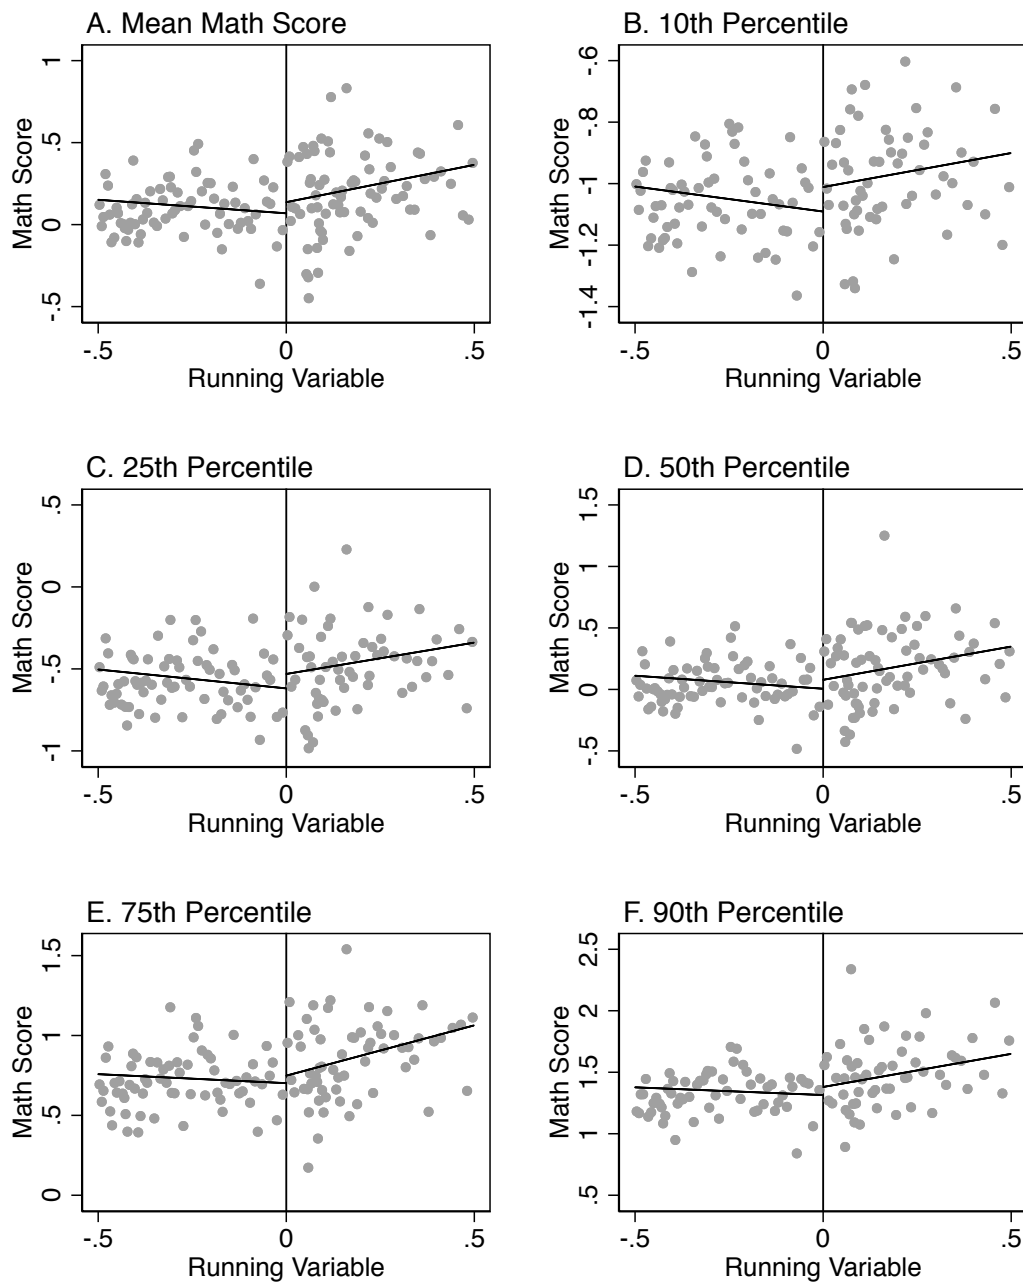 A. Mean Math Score
Math Score
1
.5
0
-.5
-.5 0 .5
Running Variable
B. 10th Percentile
Math Score
-.6
-.8
-1
-1.2
-1.4
-.5 0 .5
Running Variable
C. 25th Percentile
Math Score
.5
0
-.5
-1
-.5 0 .5
Running Variable
D. 50th Percentile
Math Score
1.5
1
.5
0
-.5
-.5 0 .5
Running Variable
E. 75th Percentile
Math Score
1.5
1
.5
0
-.5 0 .5
Running Variable
F. 90th Percentile
Math Score
2.5
2
1.5
1
.5
-.5 0 .5
Running Variable